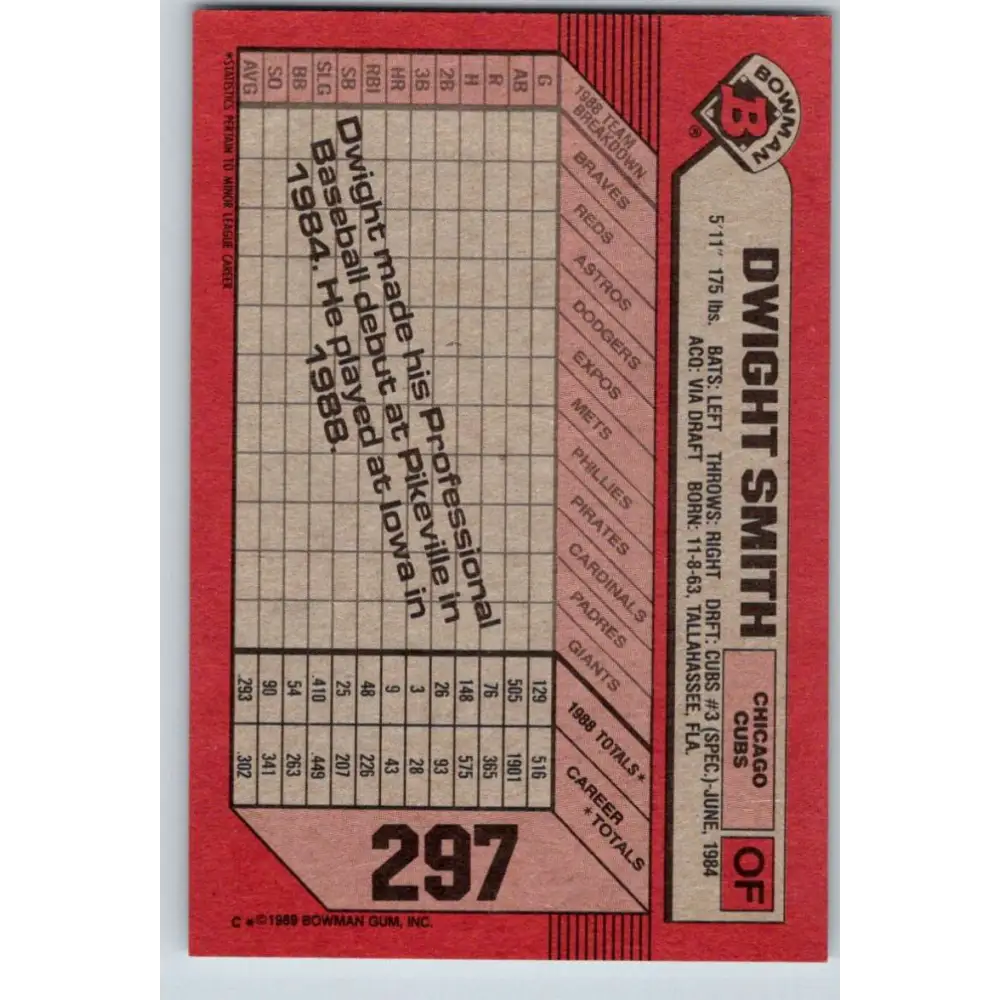 BOWMAN
B
®
DWIGHT SMITH
CHICAGO
CUBS
OF
5'11" 175 lbs. BATS: LEFT THROWS: RIGHT DRFT: CUBS #3 (SPEC.)-JUNE, 1984
ACQ: VIA DRAFT BORN: 11-8-63, TALLAHASSEE, FLA.
1988 TEAM
BREAKDOWN
BRAVES
REDS
ASTROS
DODGERS
EXPOS
METS
PHILLIES
PIRATES
CARDINALS
PADRES
GIANTS
1988 TOTALS*
CAREER
*TOTALS
G 129 516
AB 505 1901
R 76 365
H 148 575
2B 26 93
3B 3 28
HR 9 43
RBI 48 226
SB 25 207
SLG .410 .449
BB 54 263
SO 90 341
AVG .293 .302
Dwight made his Professional
Baseball debut at Pikeville in
1984. He played at Iowa in
1988.
*STATISTICS PERTAIN TO MINOR LEAGUE CAREER
297
C *©1989 BOWMAN GUM, INC.